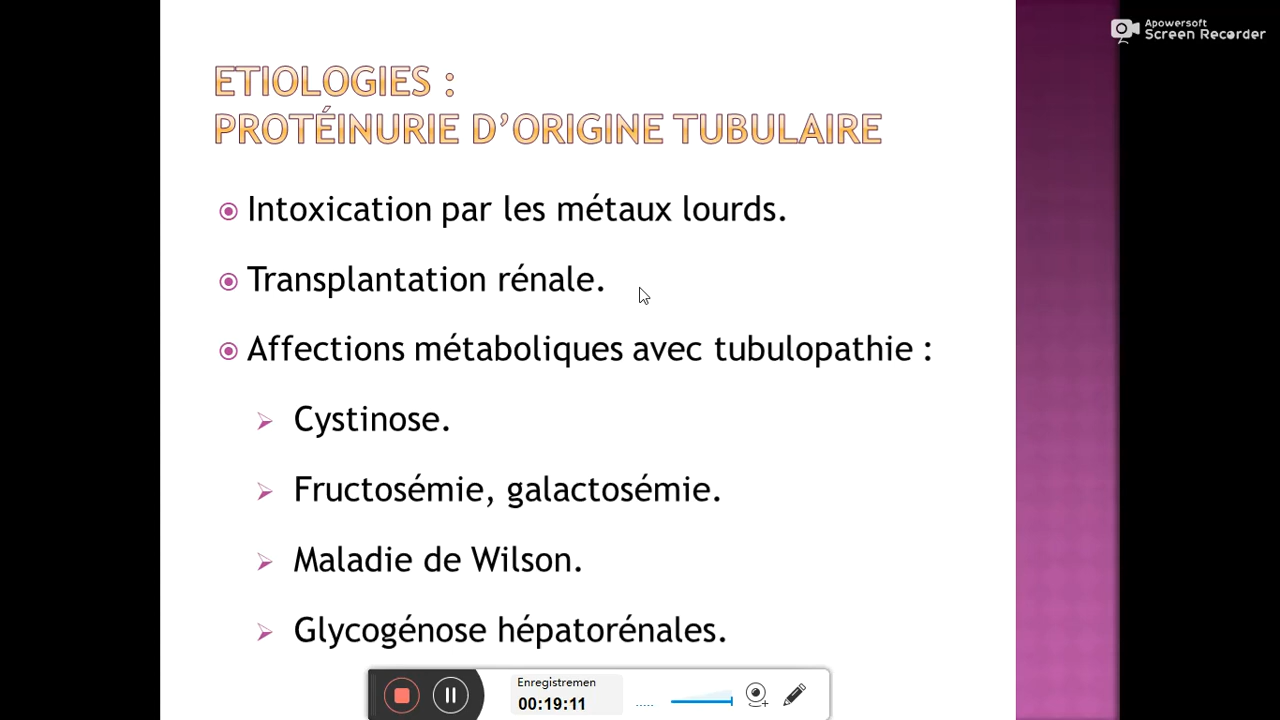 Apowersoft
Screen Recorder
ETIOLOGIES :
PROTÉINURIE D'ORIGINE TUBULAIRE
Intoxication par les métaux lourds.
Transplantation rénale.
Affections métaboliques avec tubulopathie :
Cystinose.
Fructosémie, galactosémie.
Maladie de Wilson.
Glycogénose hépatorénales.
Enregistremen
00:19:11